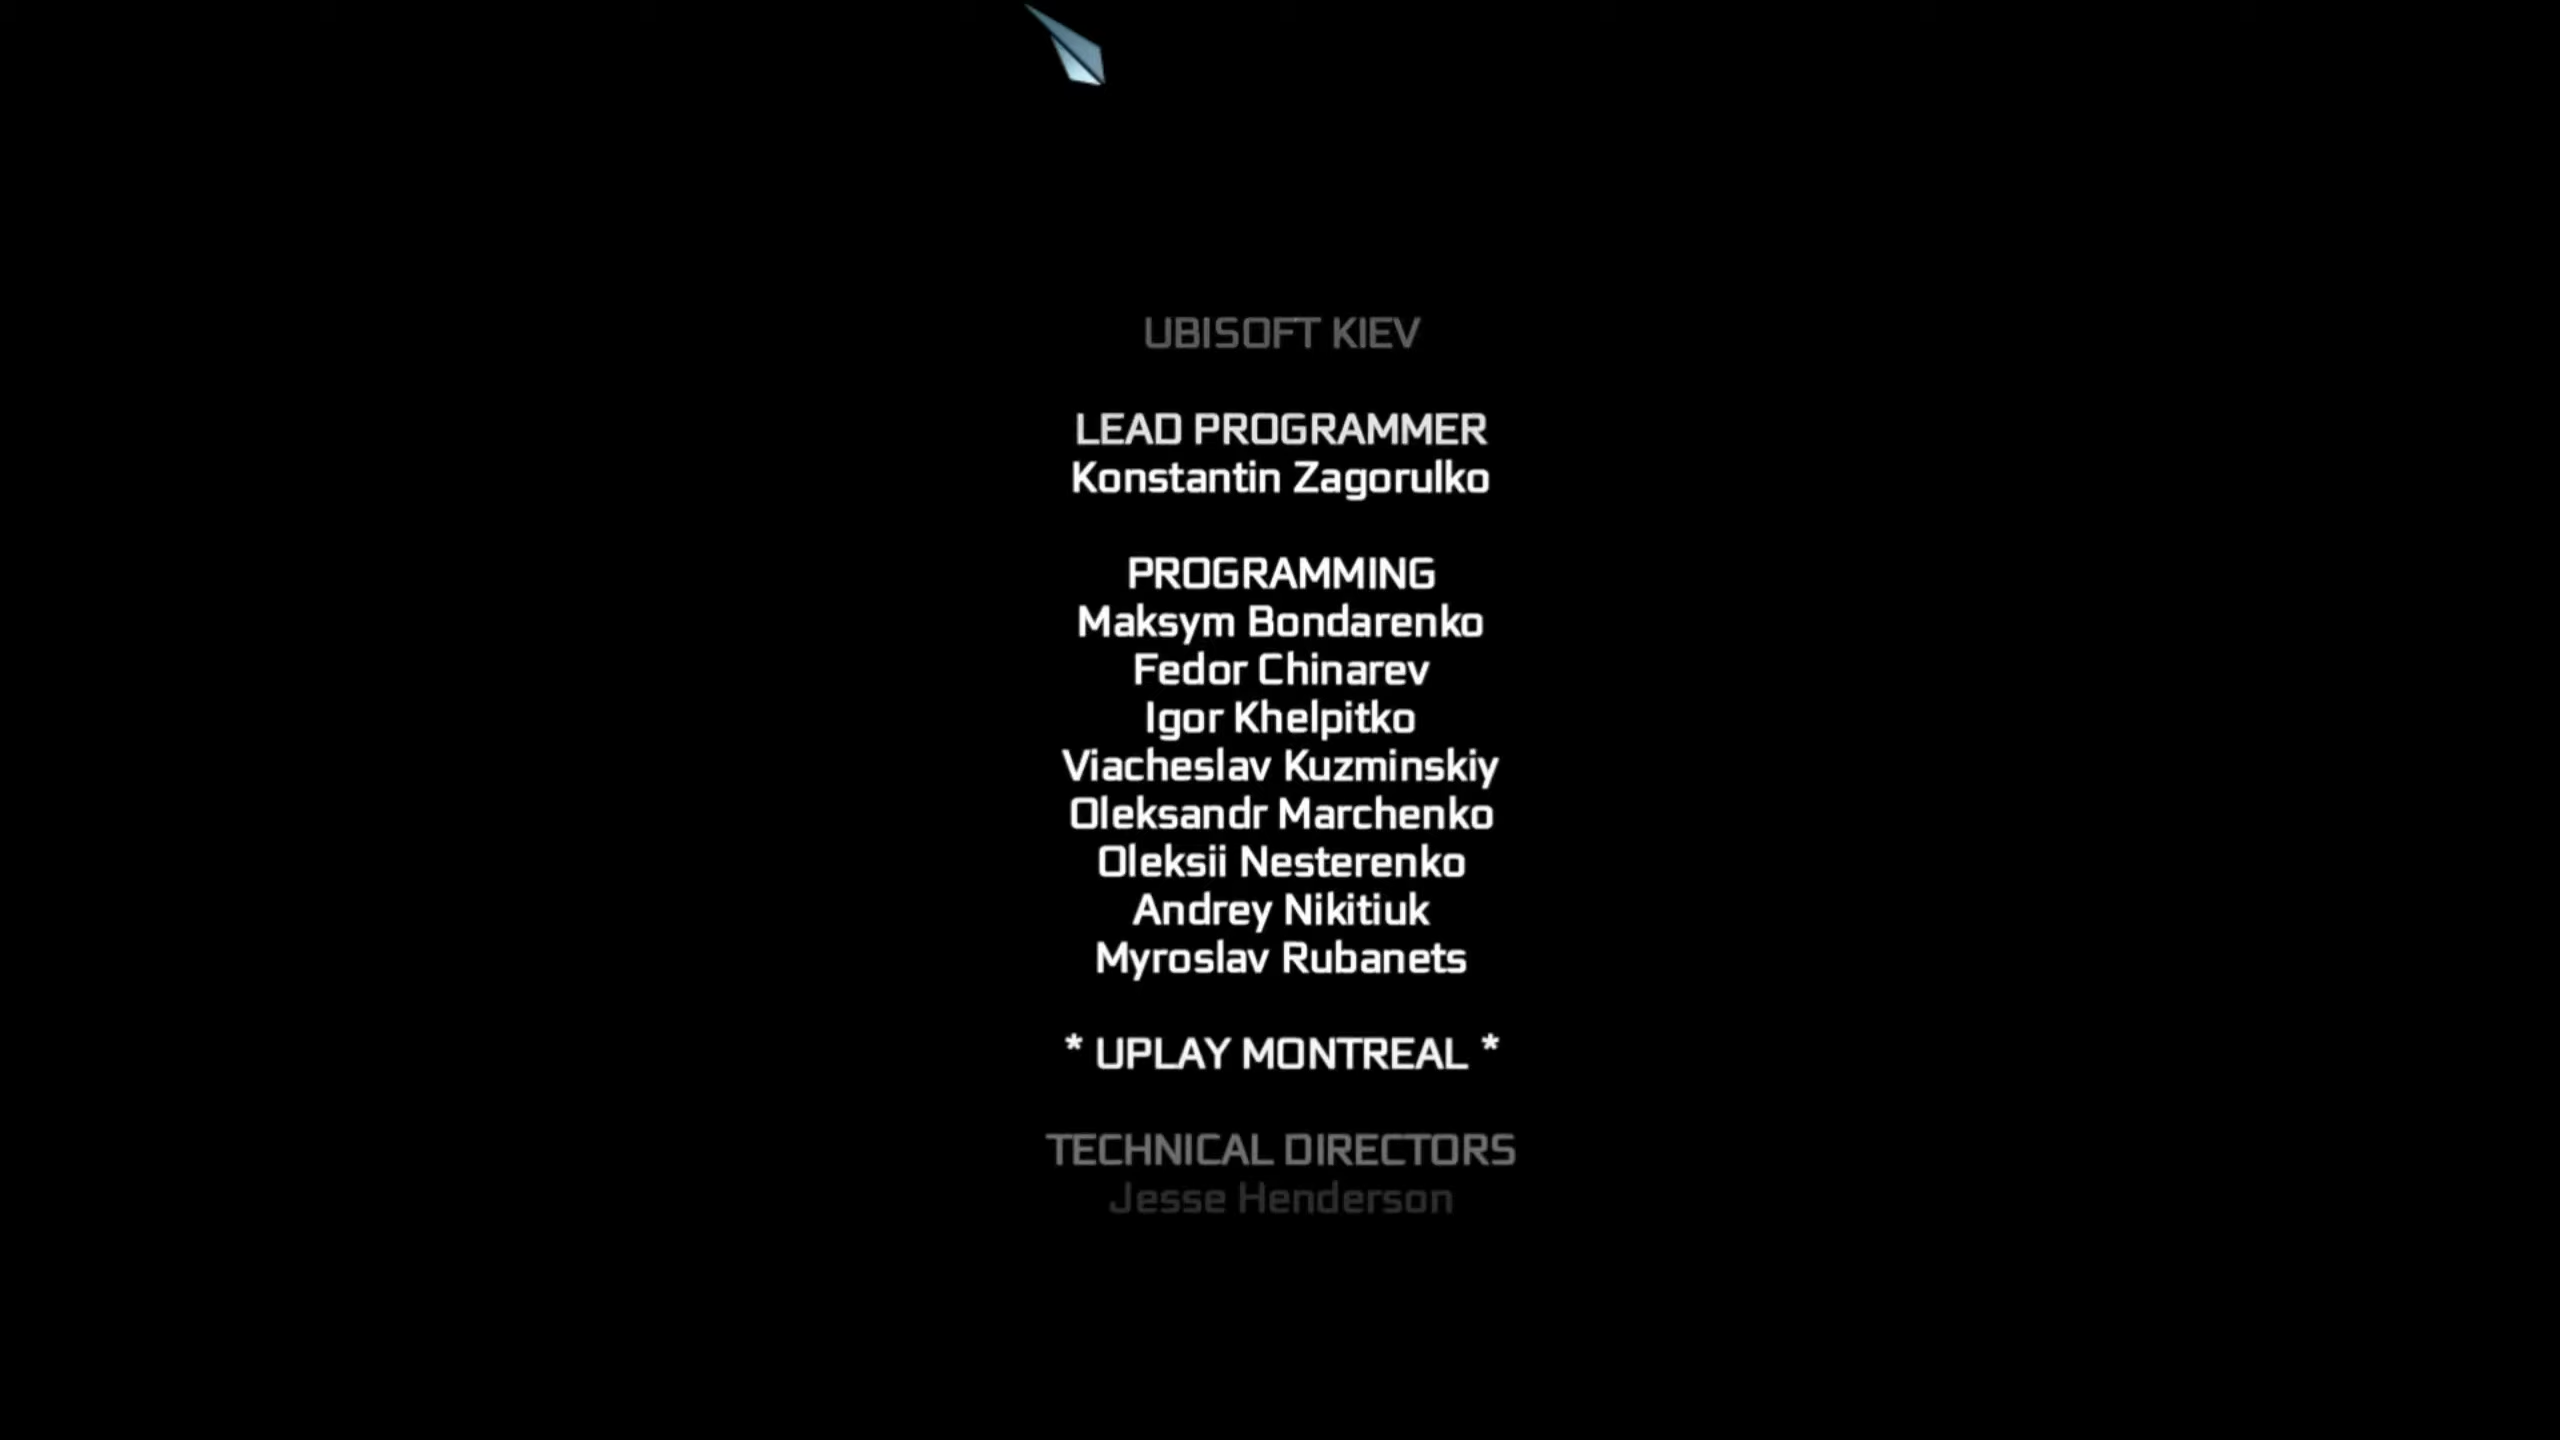 UBISOFT KIEV
LEAD PROGRAMMER
Konstantin Zagorulko
PROGRAMMING
Maksym Bondarenko
Fedor Chinarev
Igor Khelpitko
Viacheslav Kuzminskiy
Oleksandr Marchenko
Oleksii Nesterenko
Andrey Nikitiuk
Myroslav Rubanets
* UPLAY MONTREAL *
TECHNICAL DIRECTORS
Jesse Henderson